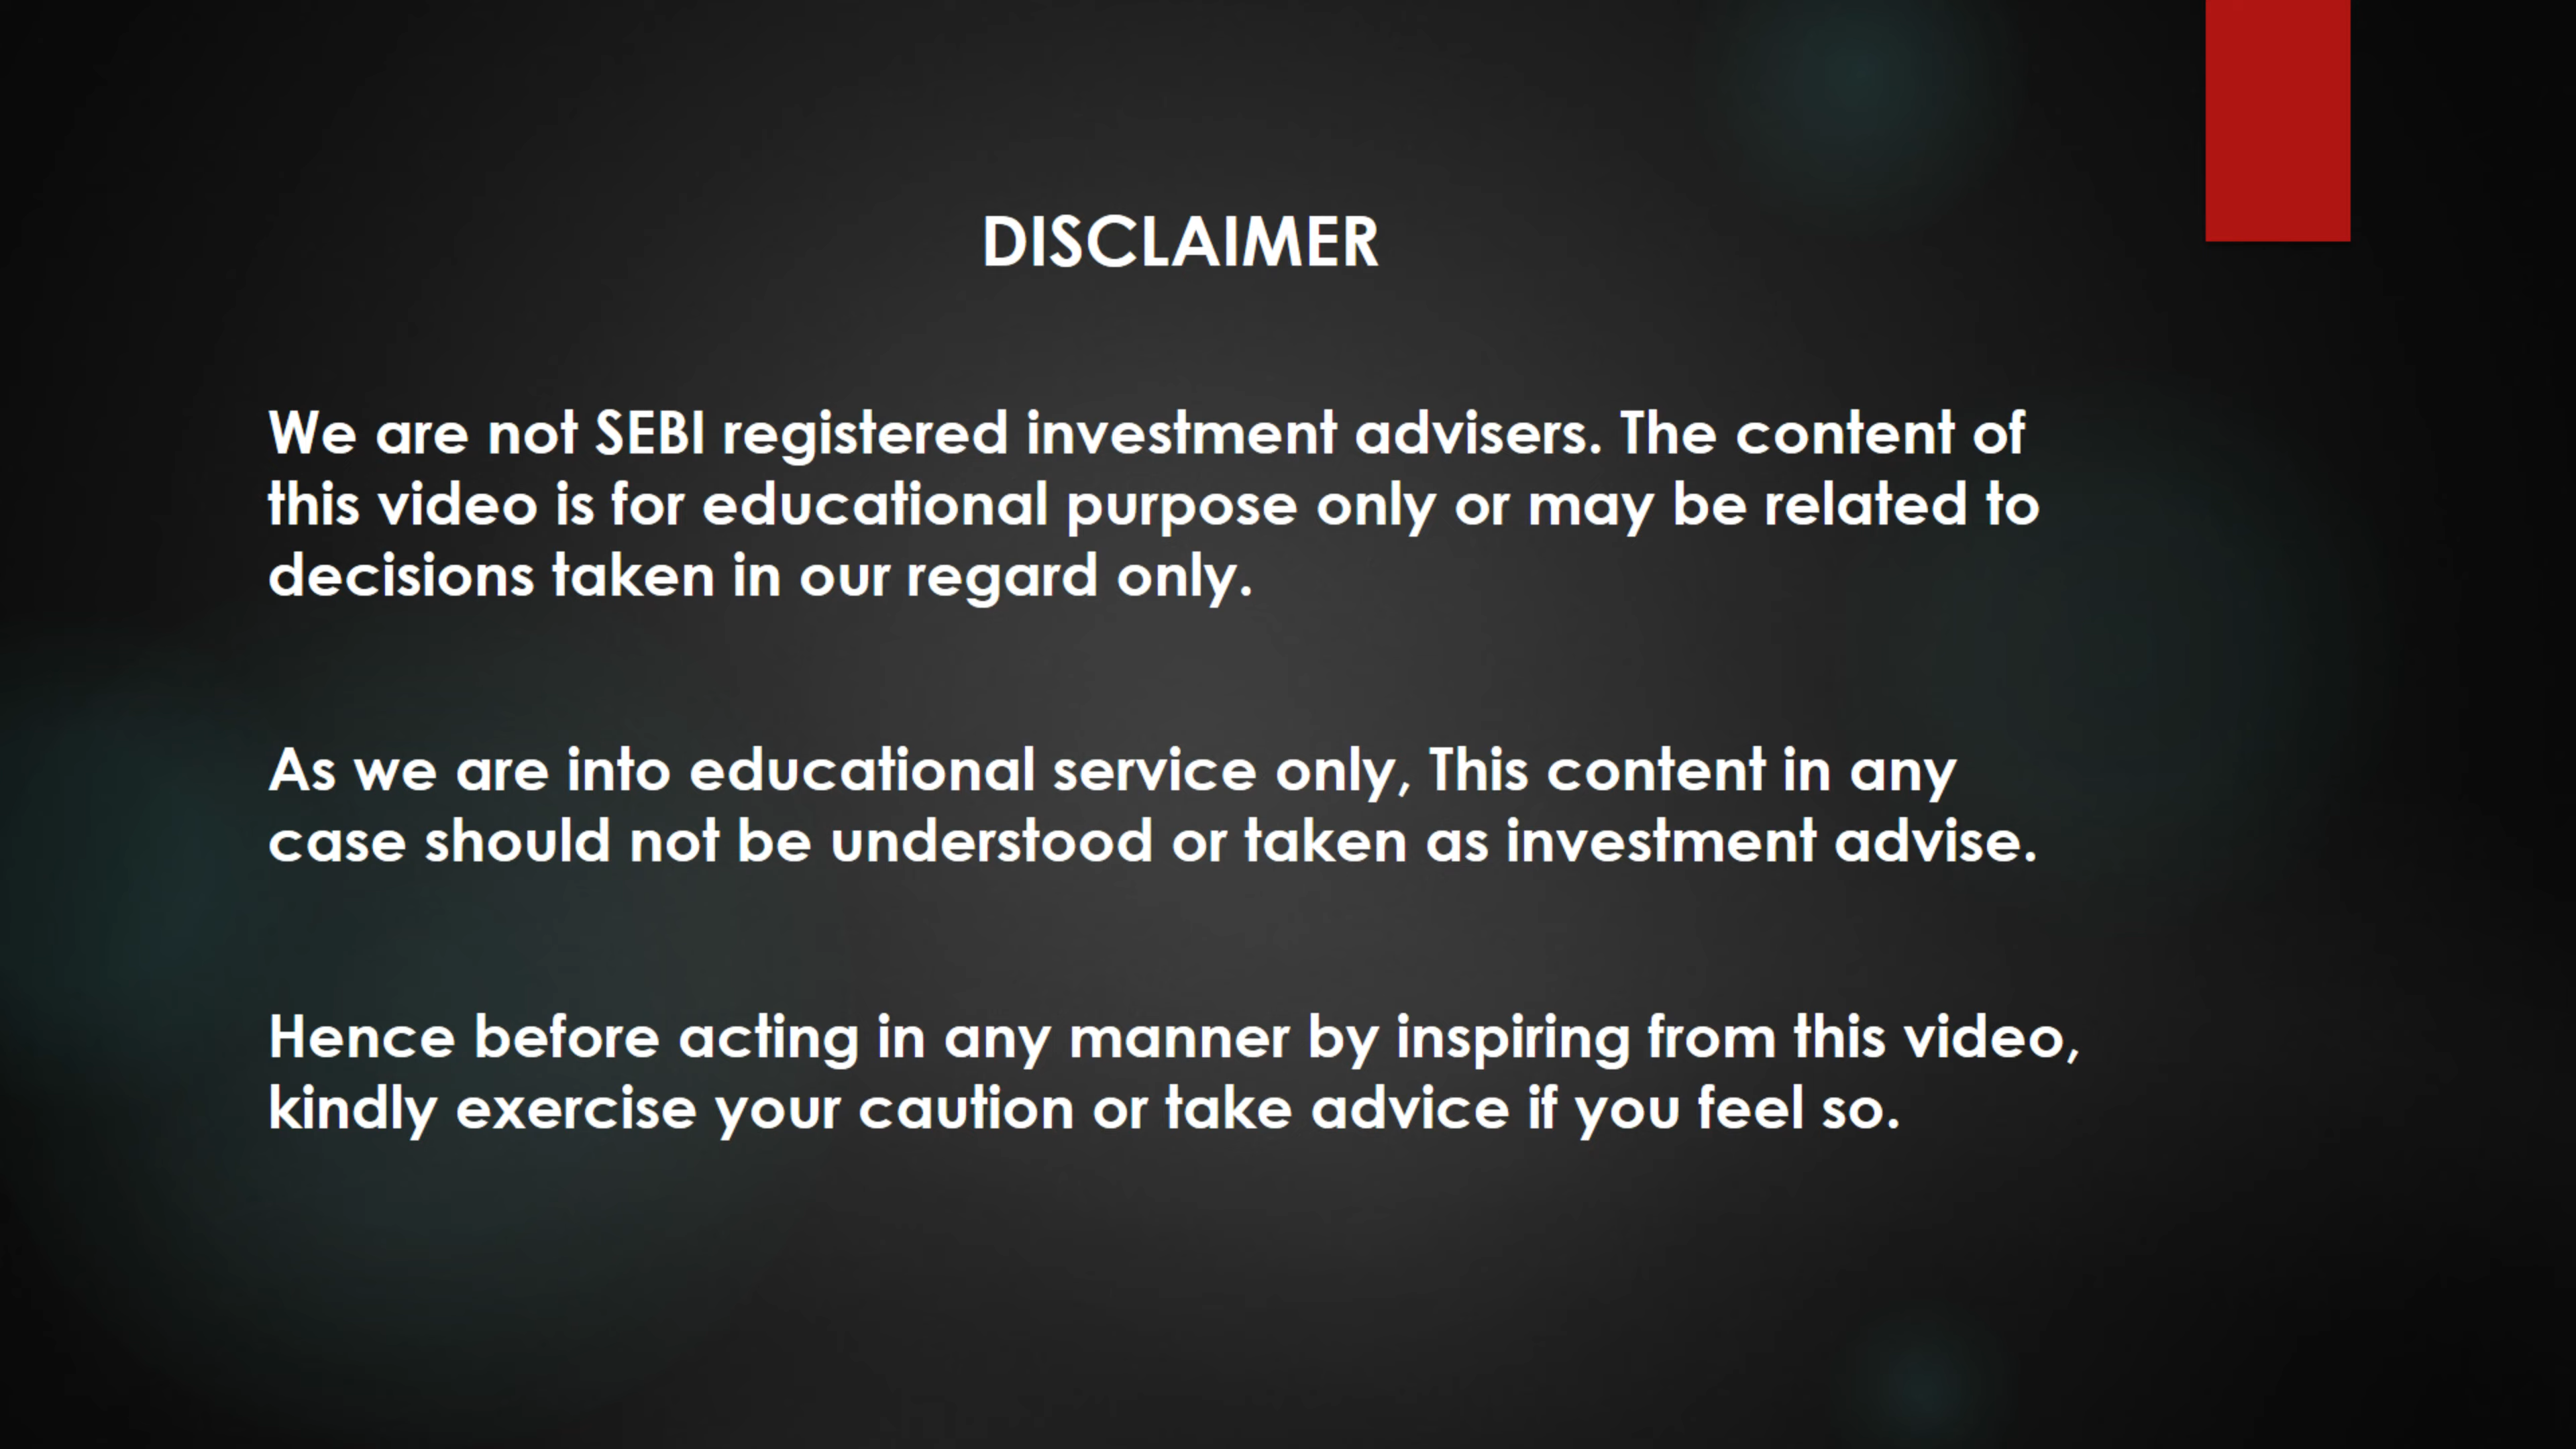 DISCLAIMER
We are not SEBI registered investment advisers. The content of
this video is for educational purpose only or may be related to
decisions taken in our regard only.
As we are into educational service only, This content in any
case should not be understood or taken as investment advise.
Hence before acting in any manner by inspiring from this video,
kindly exercise your caution or take advice if you feel so.